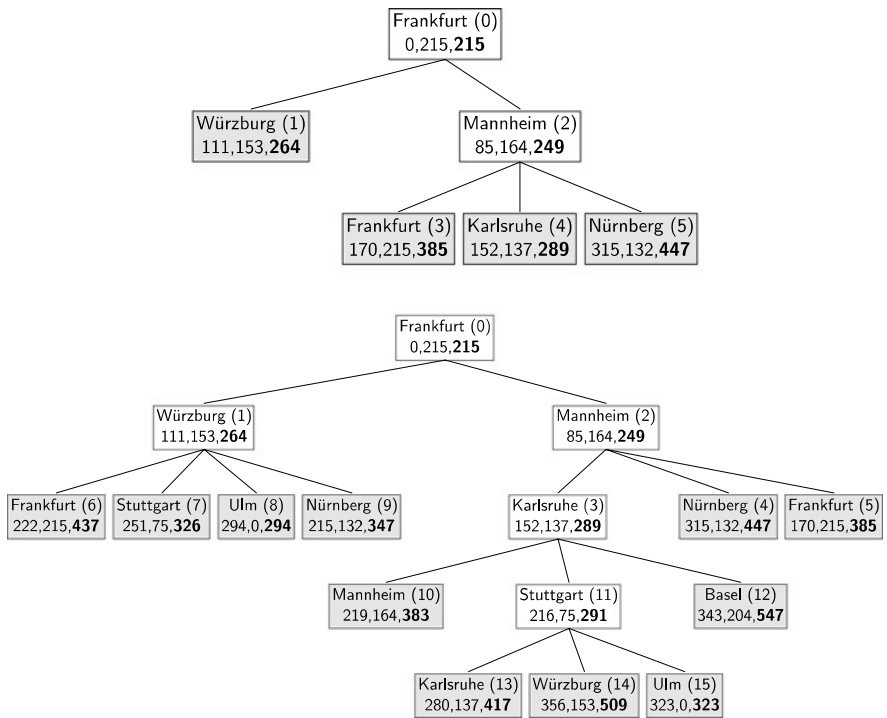 Frankfurt (0)
0,215,215
Würzburg (1)
111,153,264
Mannheim (2)
85,164,249
Frankfurt (3)
170,215,385
Karlsruhe (4)
152,137,289
Nürnberg (5)
315,132,447
Frankfurt (0)
0,215,215
Würzburg (1)
111,153,264
Mannheim (2)
85,164,249
Frankfurt (6)
222,215,437
Stuttgart (7)
251,75,326
Ulm (8)
294,0,294
Nürnberg (9)
215,132,347
Karlsruhe (3)
152,137,289
Nürnberg (4)
315,132,447
Frankfurt (5)
170,215,385
Mannheim (10)
219,164,383
Stuttgart (11)
216,75,291
Basel (12)
343,204,547
Karlsruhe (13)
280,137,417
Würzburg (14)
356,153,509
Ulm (15)
323,0,323